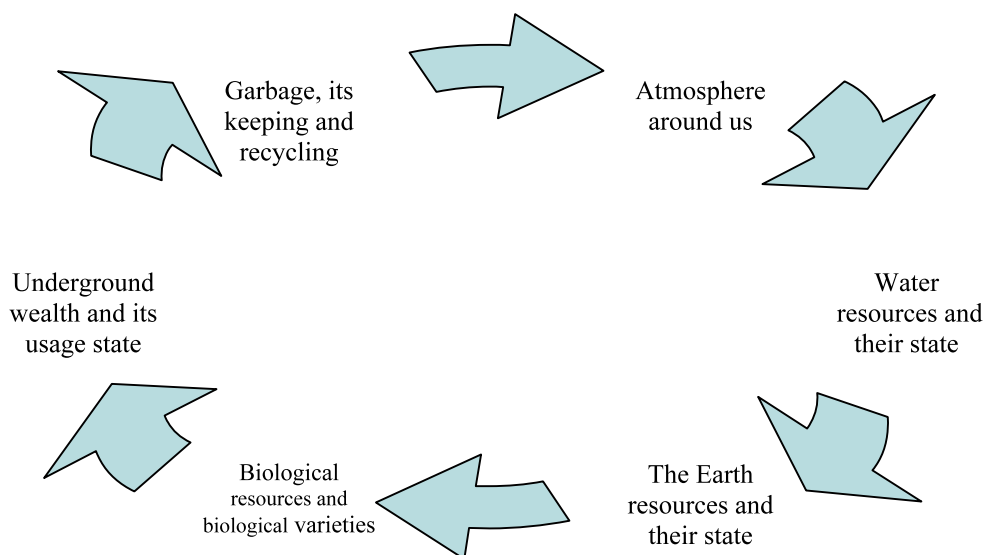 Garbage, its
keeping and
recycling
Atmosphere
around us
Water
resources and
their state
The Earth
resources and
their state
Biological
resources and
biological varieties
Underground
wealth and its
usage state